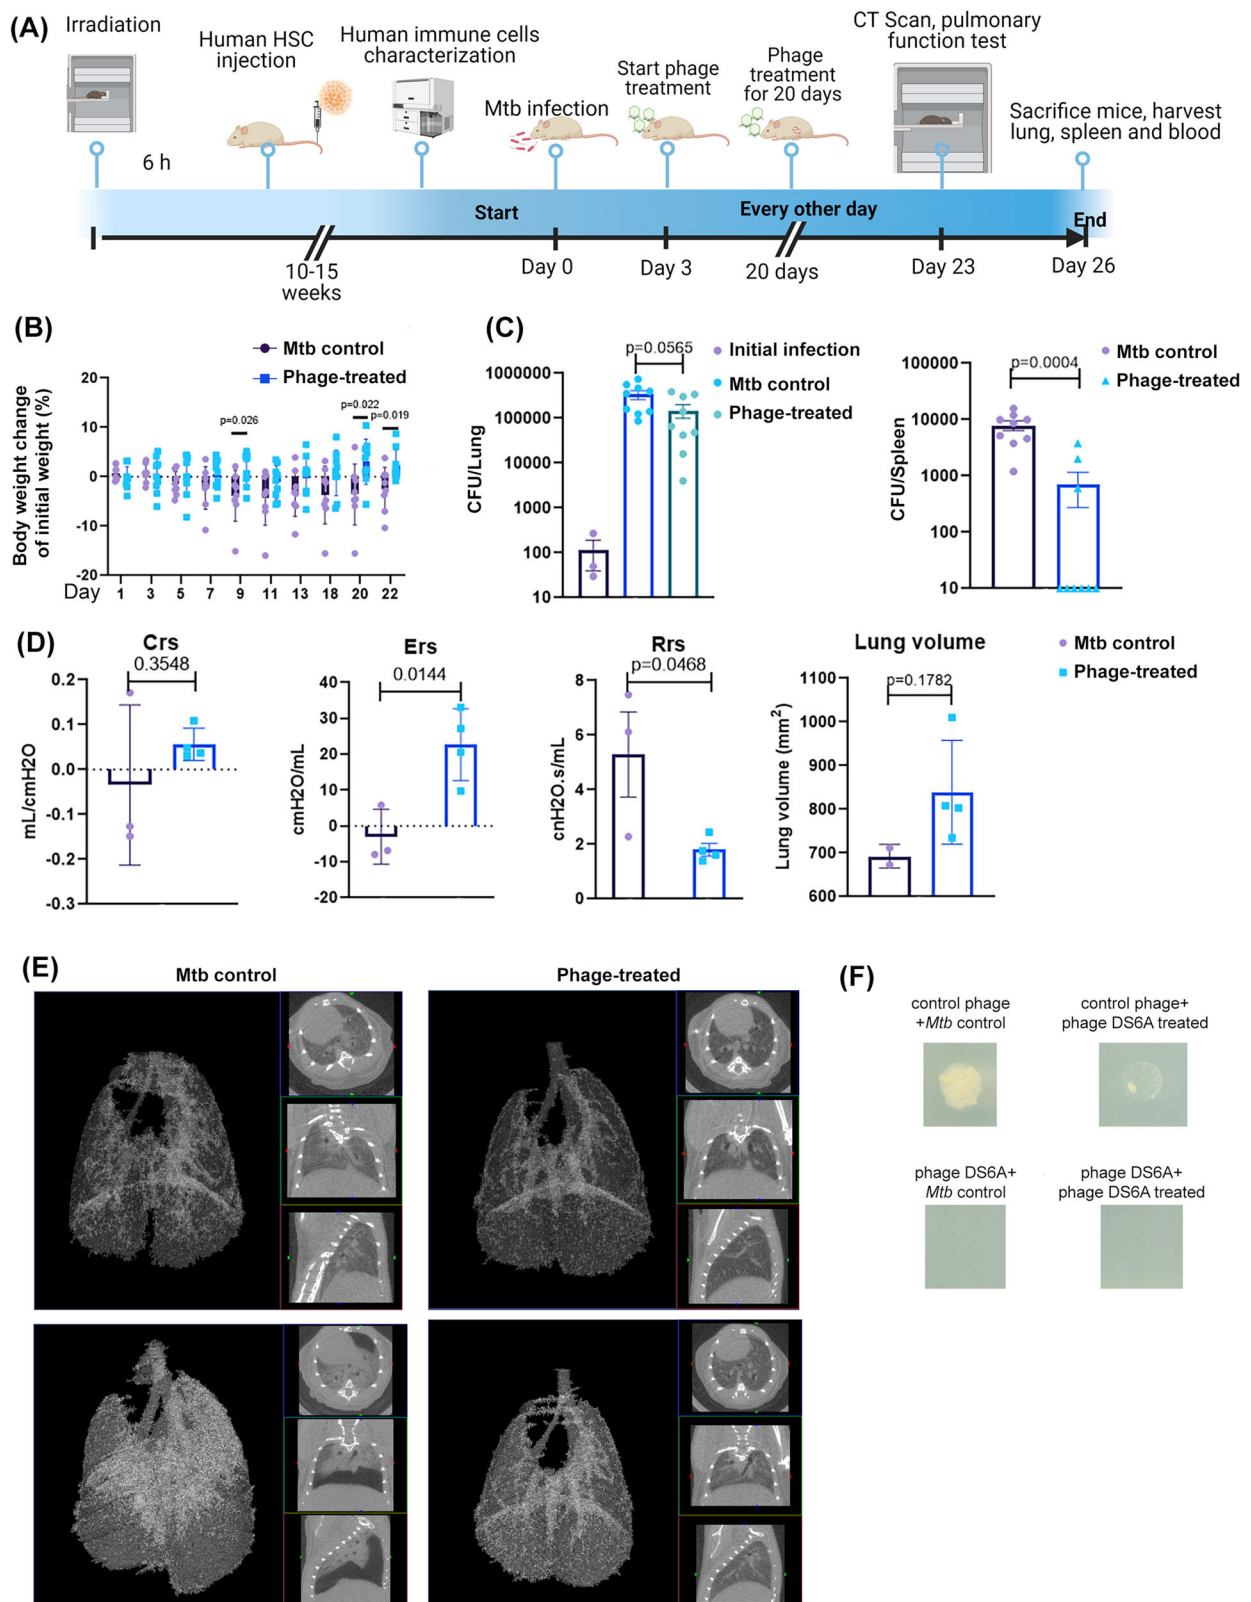 (A)
Irradiation
Human HSC
injection
Human immune cells
characterization
Mtb infection
Start phage
treatment
Phage
treatment
for 20 days
CT Scan, pulmonary
function test
Sacrifice mice, harvest
lung, spleen and blood
6 h
Start
Every other day
End
10-15
weeks
Day 0
Day 3
20 days
Day 23
Day 26
(B)
Mtb control
Phage-treated
Body weight change
of initial weight (%)
20
10
0
-10
-20
p=0.026
p=0.022
p=0.019
Day
1 3 5 7 9 11 13 18 20 22
(C)
p=0.0565
Initial infection
Mtb control
Phage-treated
CFU/Lung
1000000
100000
10000
1000
100
10
p=0.0004
Mtb control
Phage-treated
CFU/Spleen
100000
10000
1000
100
10
(D)
Crs
0.3548
mL/cmH2O
0.2
0.1
0.0
-0.1
-0.2
-0.3
Ers
0.0144
cmH2O/mL
40
30
20
10
0
-10
-20
Rrs
p=0.0468
cnH2O.s/mL
8
6
4
2
0
Lung volume
p=0.1782
Lung volume (mm²)
1100
1000
900
800
700
600
Mtb control
Phage-treated
(E)
Mtb control
Phage-treated
(F)
control phage
+Mtb control
control phage+
phage DS6A treated
phage DS6A+
Mtb control
phage DS6A+
phage DS6A treated